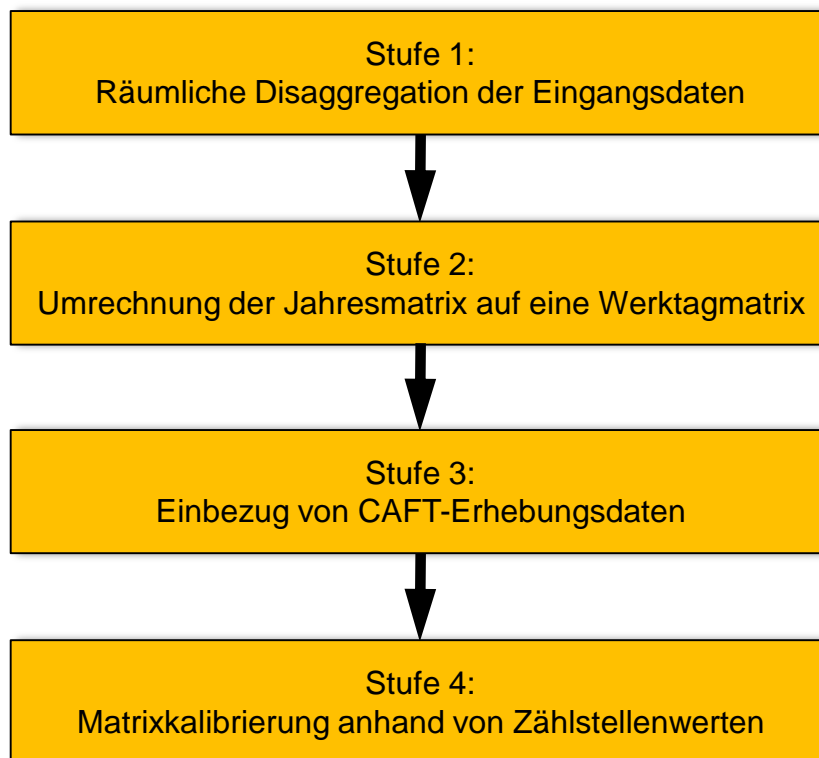 Stufe 1:
Räumliche Disaggregation der Eingangsdaten
Stufe 2:
Umrechnung der Jahresmatrix auf eine Werktagmatrix
Stufe 3:
Einbezug von CAFT-Erhebungsdaten
Stufe 4:
Matrixkalibrierung anhand von Zählstellenwerten